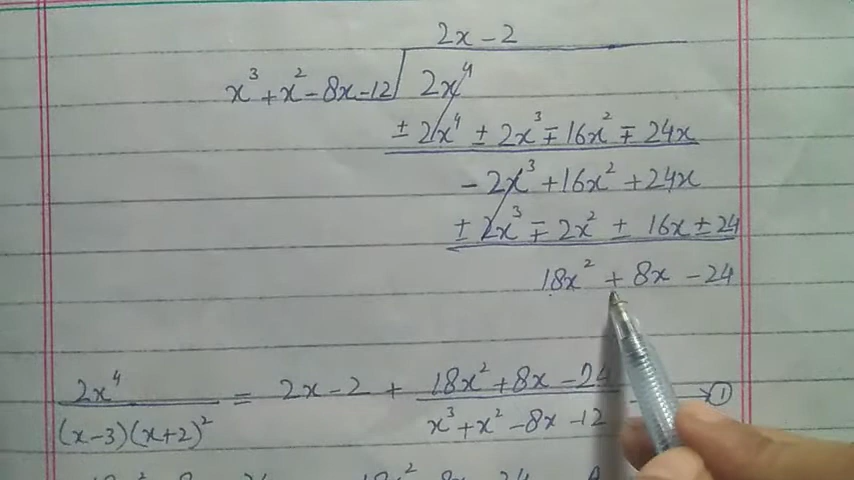 2x - 2
x³ + x² - 8x - 12 ) 2x⁴
± 2x⁴ ± 2x³ ∓ 16x² ∓ 24x
- 2x³ + 16x² + 24x
± 2x³ ∓ 2x² ± 16x ± 24
18x² + 8x - 24
2x⁴ / (x-3)(x+2)² = 2x - 2 + 18x² + 8x - 24 / x³ + x² - 8x - 12 → ①